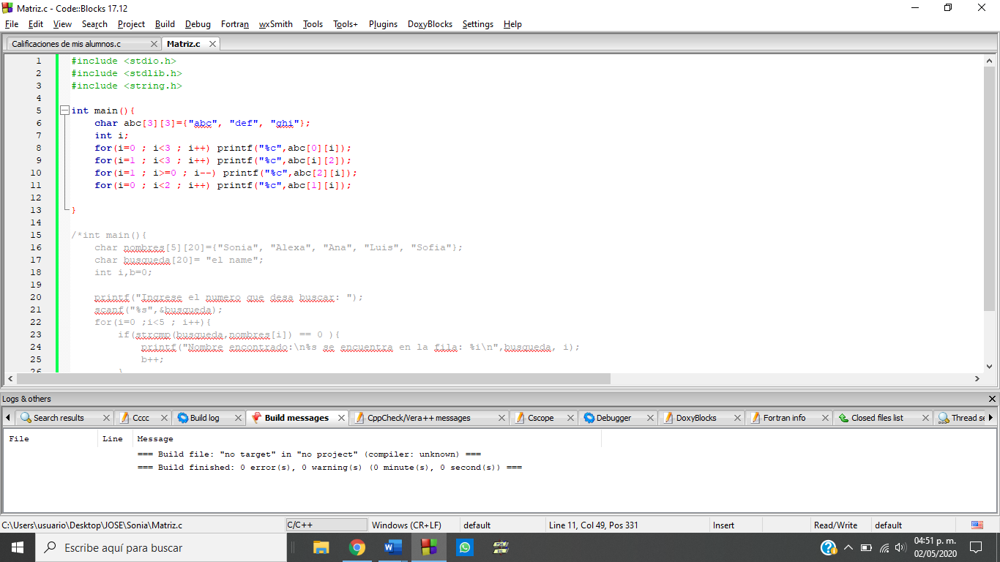 Matriz.c - Code::Blocks 17.12
File Edit View Search Project Build Debug Fortran wxSmith Tools Tools+ Plugins DoxyBlocks Settings Help
Calificaciones de mis alumnos.c Matriz.c
1 #include <stdio.h>
2 #include <stdlib.h>
3 #include <string.h>
4
5 int main(){
6 char abc[3][3]={"abc", "def", "ghi"};
7 int i;
8 for(i=0 ; i<3 ; i++) printf("%c",abc[0][i]);
9 for(i=1 ; i<3 ; i++) printf("%c",abc[i][2]);
10 for(i=1 ; i>=0 ; i--) printf("%c",abc[2][i]);
11 for(i=0 ; i<2 ; i++) printf("%c",abc[1][i]);
12
13 }
14
15 /*int main(){
16 char nombres[5][20]={"Sonia", "Alexa", "Ana", "Luis", "Sofia"};
17 char busqueda[20]= "el name";
18 int i,b=0;
19
20 printf("Ingrese el numero que desa buscar: ");
21 scanf("%s",&busqueda);
22 for(i=0 ;i<5 ; i++){
23 if(strcmp(busqueda,nombres[i]) == 0 ){
24 printf("Nombre encontrado:\n%s se encuentra en la fila: %i\n",busqueda, i);
25 b++;
26 }
Logs & others
Search results Cccc Build log Build messages CppCheck/Vera++ messages Cscope Debugger DoxyBlocks Fortran info Closed files list Thread se
File Line Message
=== Build file: "no target" in "no project" (compiler: unknown) ===
=== Build finished: 0 error(s), 0 warning(s) (0 minute(s), 0 second(s)) ===
C:\Users\usuario\Desktop\JOSE\Sonia\Matriz.c C/C++ Windows (CR+LF) default Line 11, Col 49, Pos 331 Insert Read/Write default
Escribe aquí para buscar
04:51 p. m.
02/05/2020